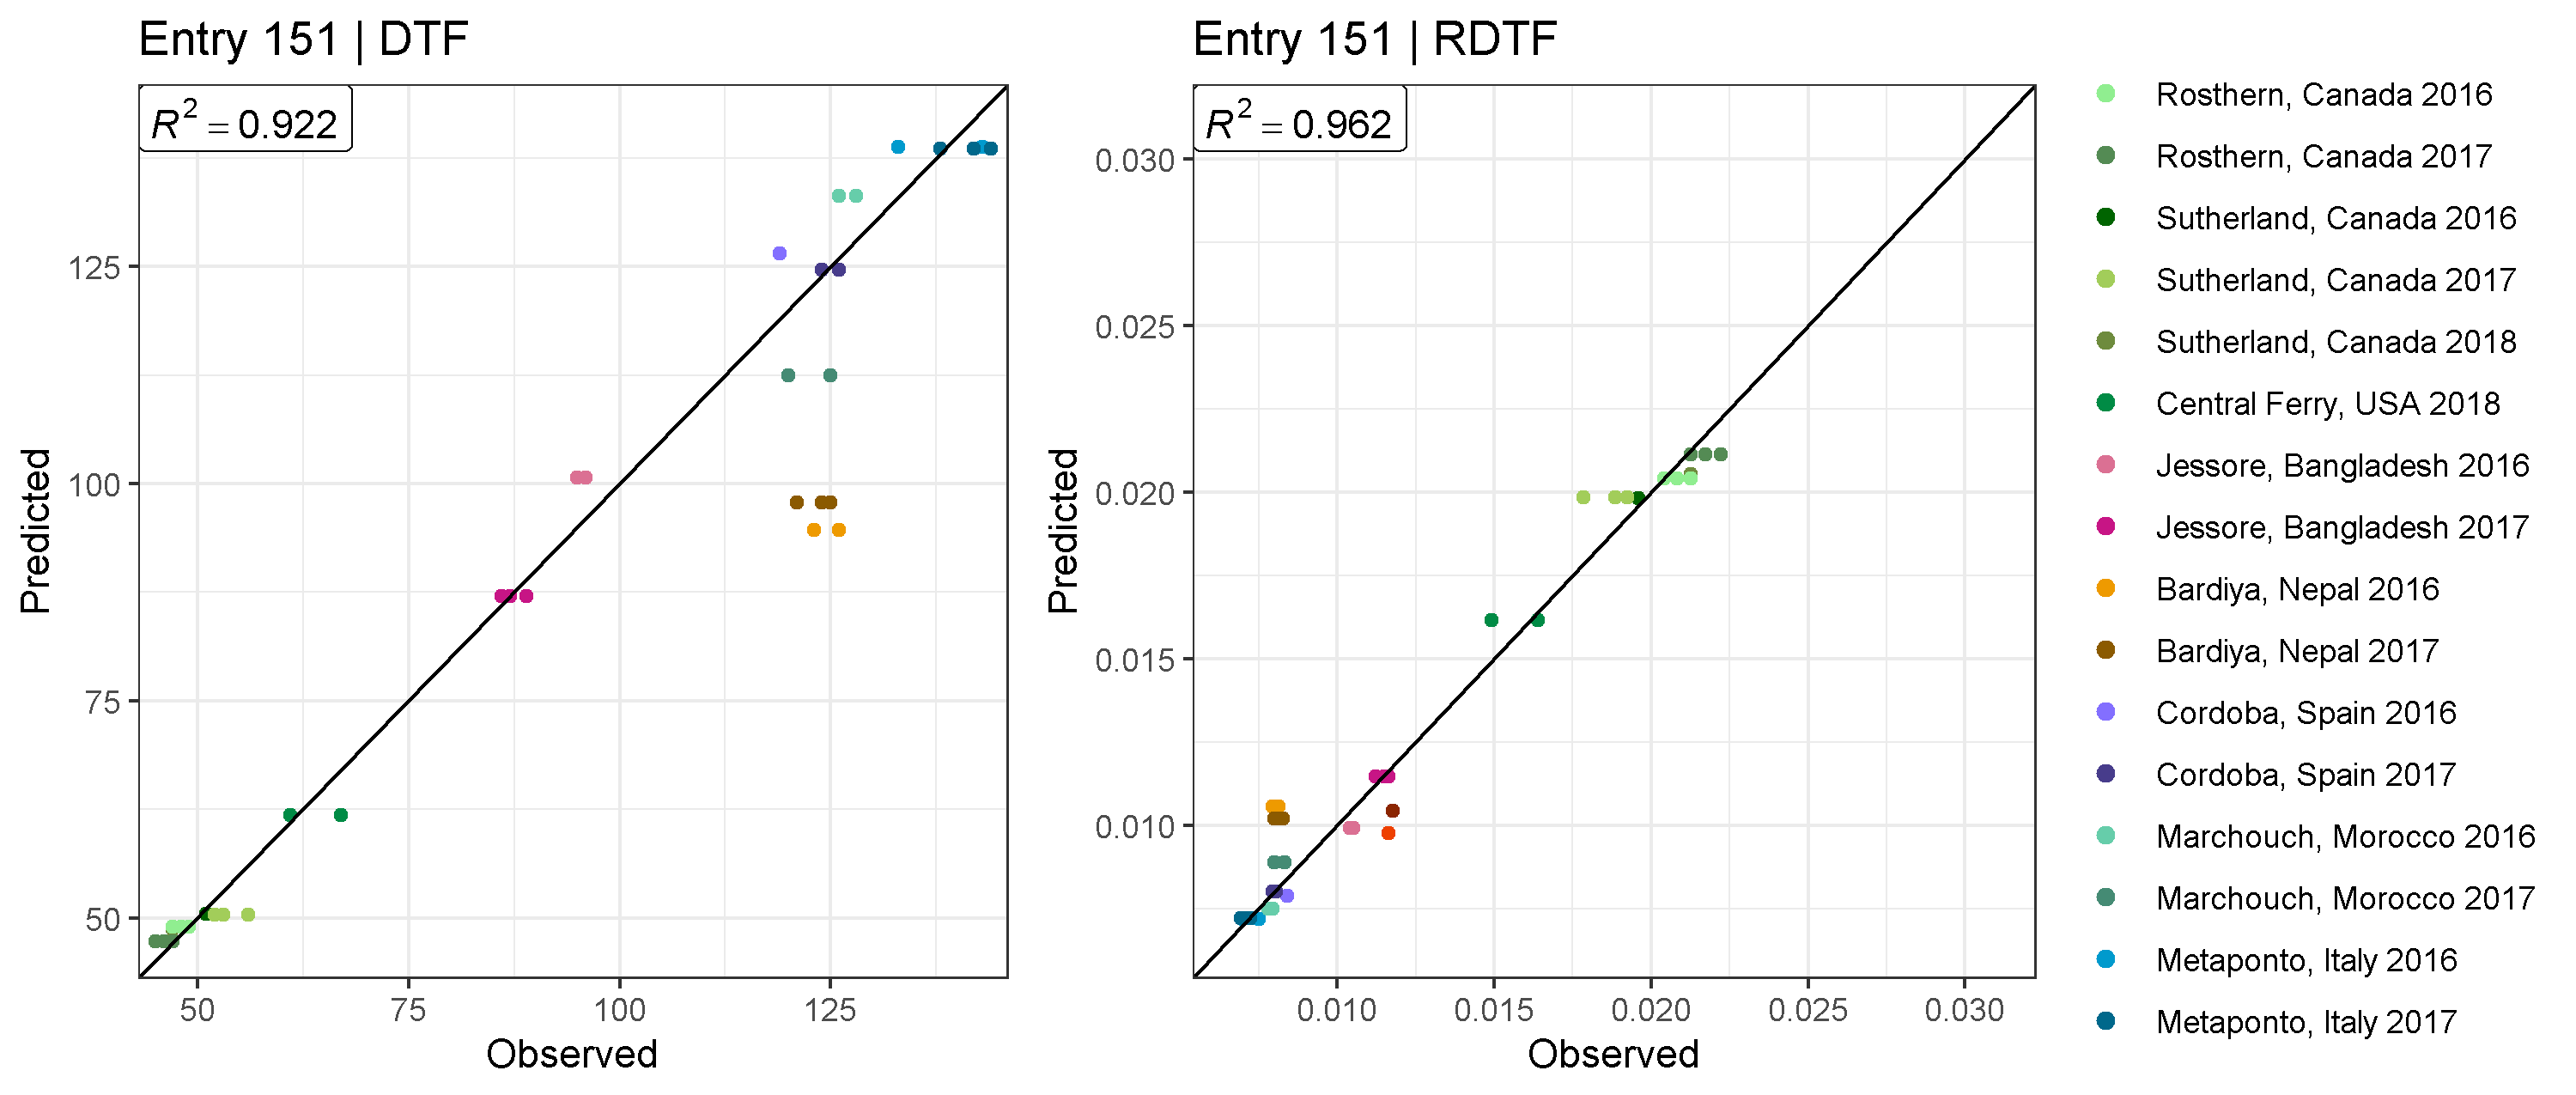 Entry 151 | DTF
R² = 0.922
125
100
75
50
50 75 100 125
Predicted
Observed
Entry 151 | RDTF
R² = 0.962
0.030
0.025
0.020
0.015
0.010
0.010 0.015 0.020 0.025 0.030
Predicted
Observed
Rosthern, Canada 2016
Rosthern, Canada 2017
Sutherland, Canada 2016
Sutherland, Canada 2017
Sutherland, Canada 2018
Central Ferry, USA 2018
Jessore, Bangladesh 2016
Jessore, Bangladesh 2017
Bardiya, Nepal 2016
Bardiya, Nepal 2017
Cordoba, Spain 2016
Cordoba, Spain 2017
Marchouch, Morocco 2016
Marchouch, Morocco 2017
Metaponto, Italy 2016
Metaponto, Italy 2017